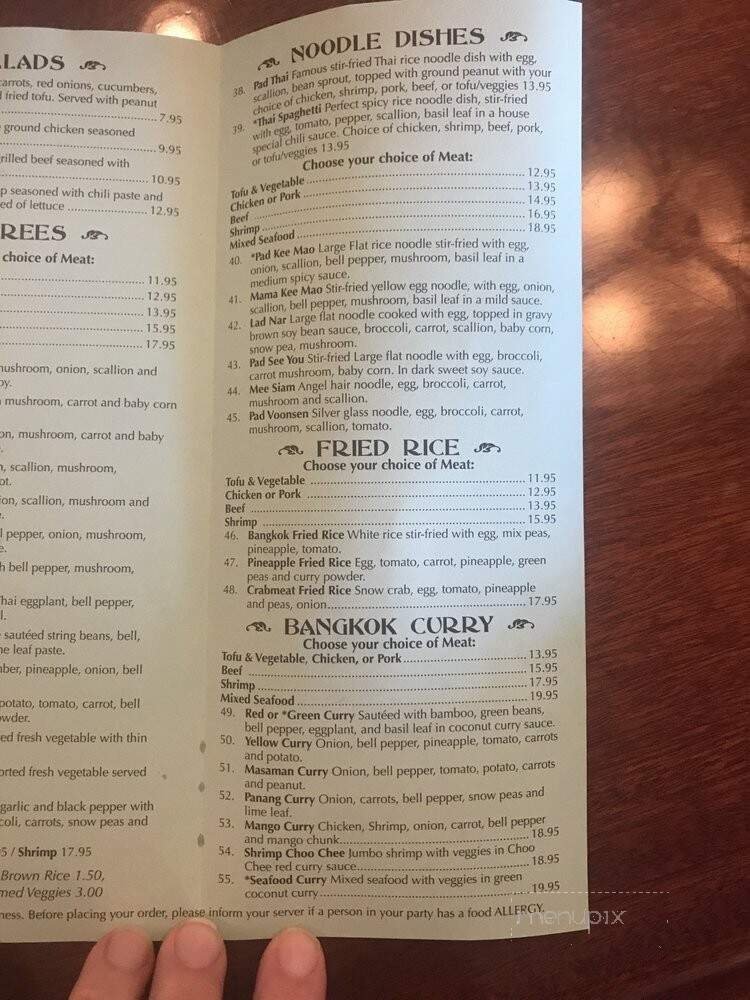 LADS
carrots, red onions, cucumbers,
fried tofu. Served with peanut
7.95
ground chicken seasoned
9.95
rilled beef seasoned with
10.95
p seasoned with chili paste and
ed of lettuce 12.95
REES
choice of Meat:
11.95
12.95
13.95
15.95
17.95
mushroom, onion, scallion and
mushroom, carrot and baby corn
on, mushroom, carrot and baby
, scallion, mushroom,
ion, scallion, mushroom and
l pepper, onion, mushroom,
h bell pepper, mushroom,
Thai eggplant, bell pepper,
sautéed string beans, bell,
ne leaf paste.
ber, pineapple, onion, bell
potato, tomato, carrot, bell
owder.
ed fresh vegetable with thin
orted fresh vegetable served
garlic and black pepper with
coli, carrots, snow peas and
5 / Shrimp 17.95
Brown Rice 1.50,
med Veggies 3.00
NOODLE DISHES
38. Pad Thai Famous stir-fried Thai rice noodle dish with egg,
scallion, bean sprout, topped with ground peanut with your
choice of chicken, shrimp, pork, beef, or tofu/veggies 13.95
39. *Thai Spaghetti Perfect spicy rice noodle dish, stir-fried
with egg, tomato, pepper, scallion, basil leaf in a house
special chili sauce. Choice of chicken, shrimp, beef, pork,
or tofu/veggies 13.95
Choose your choice of Meat:
Tofu & Vegetable 12.95
Chicken or Pork 13.95
Beef 14.95
Shrimp 16.95
Mixed Seafood 18.95
40. *Pad Kee Mao Large Flat rice noodle stir-fried with egg,
onion, scallion, bell pepper, mushroom, basil leaf in a
medium spicy sauce.
41. Mama Kee Mao Stir-fried yellow egg noodle, with egg, onion,
scallion, bell pepper, mushroom, basil leaf in a mild sauce.
42. Lad Nar Large flat noodle cooked with egg, topped in gravy
brown soy bean sauce, broccoli, carrot, scallion, baby corn,
snow pea, mushroom.
43. Pad See You Stir-fried Large flat noodle with egg, broccoli,
carrot mushroom, baby corn. In dark sweet soy sauce.
44. Mee Siam Angel hair noodle, egg, broccoli, carrot,
mushroom and scallion.
45. Pad Voonsen Silver glass noodle, egg, broccoli, carrot,
mushroom, scallion, tomato.
FRIED RICE
Choose your choice of Meat:
Tofu & Vegetable 11.95
Chicken or Pork 12.95
Beef 13.95
Shrimp 15.95
46. Bangkok Fried Rice White rice stir-fried with egg, mix peas,
pineapple, tomato.
47. Pineapple Fried Rice Egg, tomato, carrot, pineapple, green
peas and curry powder.
48. Crabmeat Fried Rice Snow crab, egg, tomato, pineapple
and peas, onion 17.95
BANGKOK CURRY
Choose your choice of Meat:
Tofu & Vegetable, Chicken, or Pork 13.95
Beef 15.95
Shrimp 17.95
Mixed Seafood 19.95
49. Red or *Green Curry Sautéed with bamboo, green beans,
bell pepper, eggplant, and basil leaf in coconut curry sauce.
50. Yellow Curry Onion, bell pepper, pineapple, tomato, carrots
and potato.
51. Masaman Curry Onion, bell pepper, tomato, potato, carrots
and peanut.
52. Panang Curry Onion, carrots, bell pepper, snow peas and
lime leaf.
53. Mango Curry Chicken, Shrimp, onion, carrot, bell pepper
and mango chunk 18.95
54. Shrimp Choo Chee Jumbo shrimp with veggies in Choo
Chee red curry sauce 18.95
55. *Seafood Curry Mixed seafood with veggies in green
coconut curry 19.95
ness. Before placing your order, please inform your server if a person in your party has a food ALLERGY.
menupix